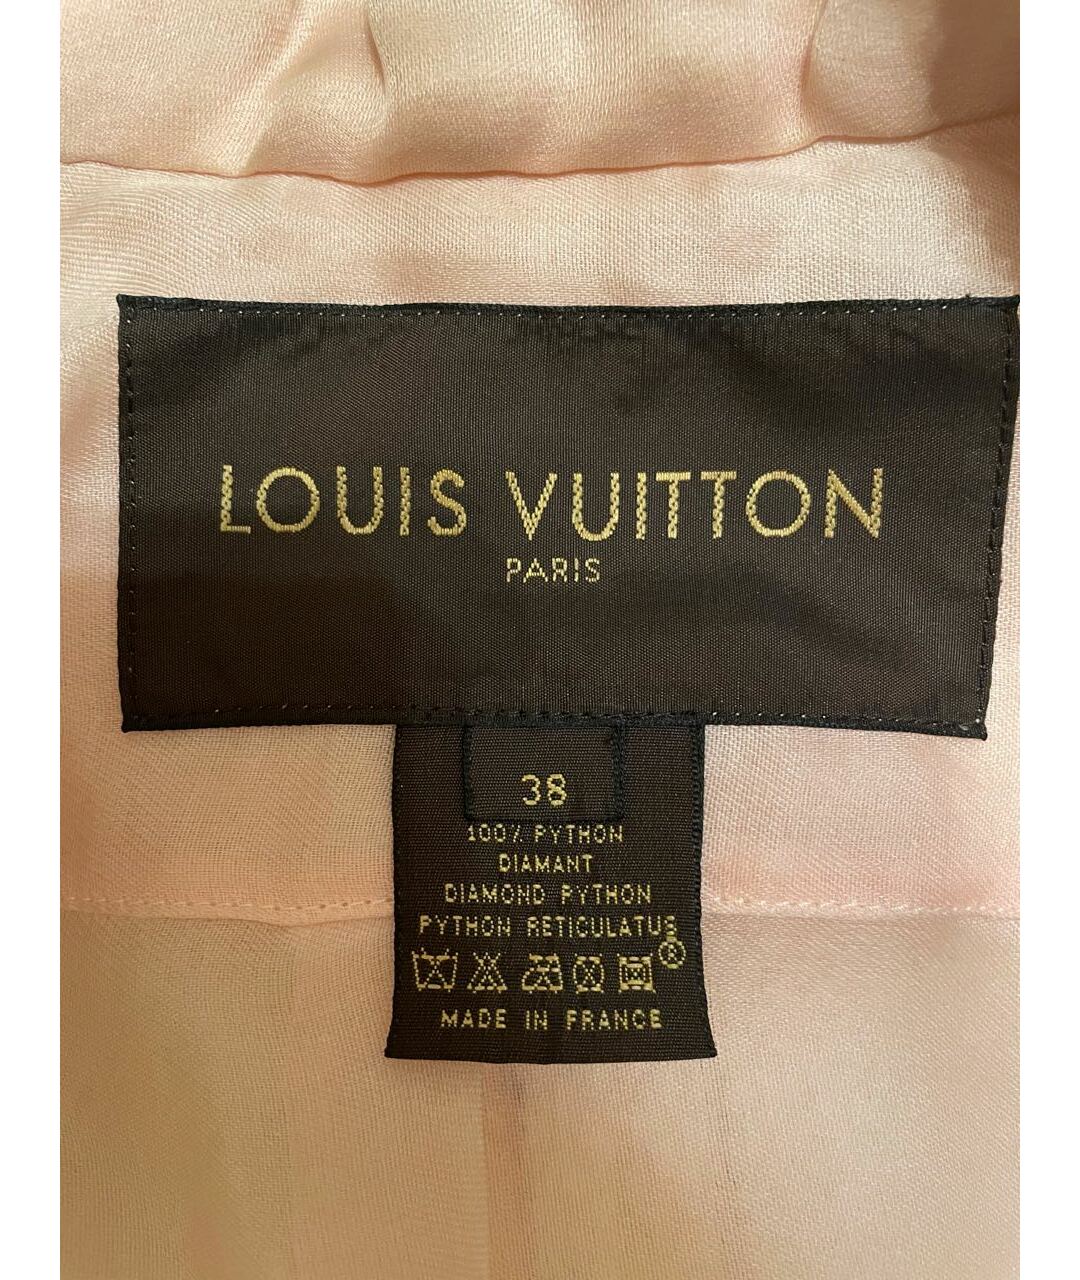 LOUIS VUITTON
PARIS
38
100% PYTHON
DIAMANT
DIAMOND PYTHON
PYTHON RETICULATUS
®
MADE IN FRANCE